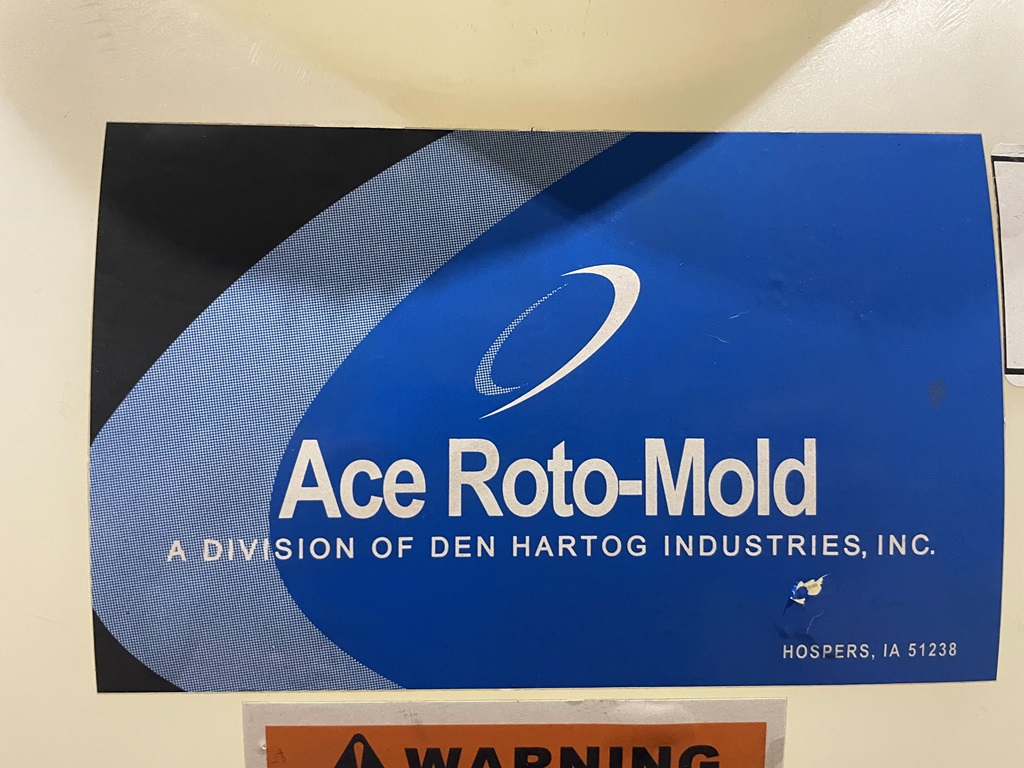 Ace Roto-Mold
A DIVISION OF DEN HARTOG INDUSTRIES, INC.
HOSPERS, IA 51238
WARNING